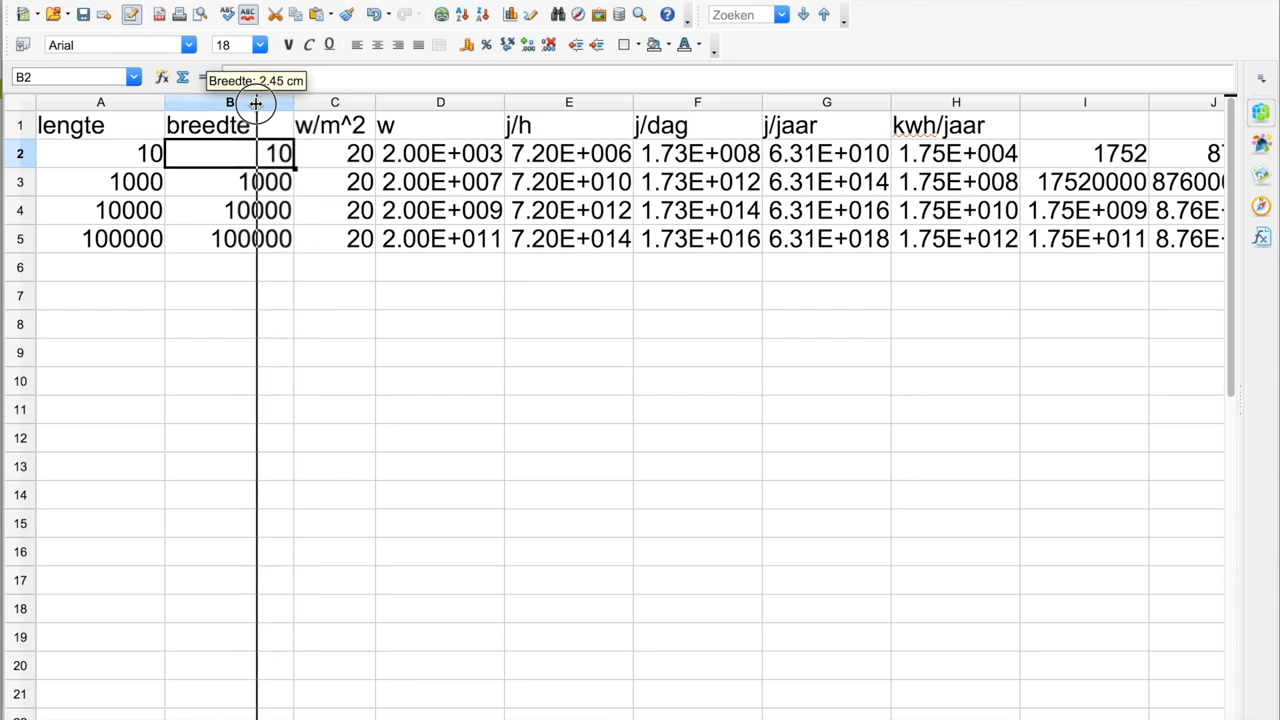 Zoeken
Arial 18
B2 Breedte: 2.45 cm
A B C D E F G H I J
1 lengte breedte w/m^2 w j/h j/dag j/jaar kwh/jaar
2 10 10 20 2.00E+003 7.20E+006 1.73E+008 6.31E+010 1.75E+004 1752
3 1000 1000 20 2.00E+007 7.20E+010 1.73E+012 6.31E+014 1.75E+008 17520000 87600
4 10000 10000 20 2.00E+009 7.20E+012 1.73E+014 6.31E+016 1.75E+010 1.75E+009 8.76E+
5 100000 100000 20 2.00E+011 7.20E+014 1.73E+016 6.31E+018 1.75E+012 1.75E+011 8.76E+
6
7
8
9
10
11
12
13
14
15
16
17
18
19
20
21